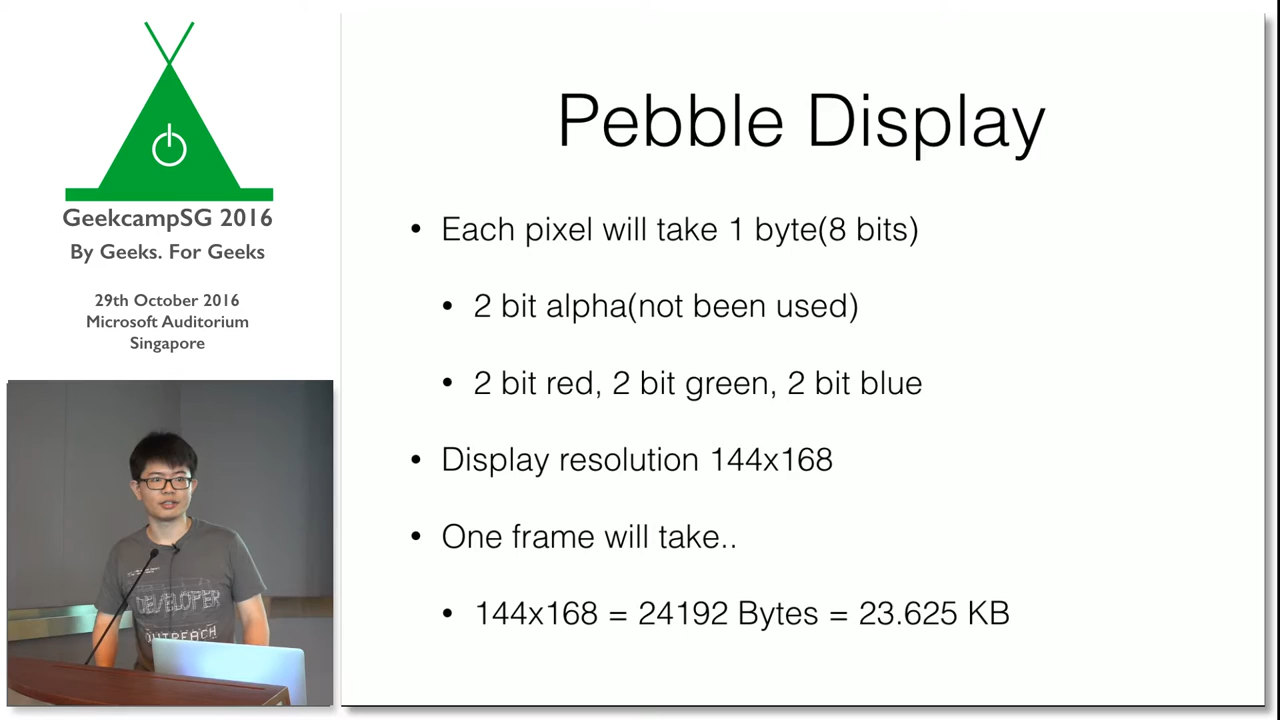 GeekcampSG 2016
By Geeks. For Geeks
29th October 2016
Microsoft Auditorium
Singapore
DEVELOPER
OUTREACH
Pebble Display
• Each pixel will take 1 byte(8 bits)
• 2 bit alpha(not been used)
• 2 bit red, 2 bit green, 2 bit blue
• Display resolution 144x168
• One frame will take..
• 144x168 = 24192 Bytes = 23.625 KB